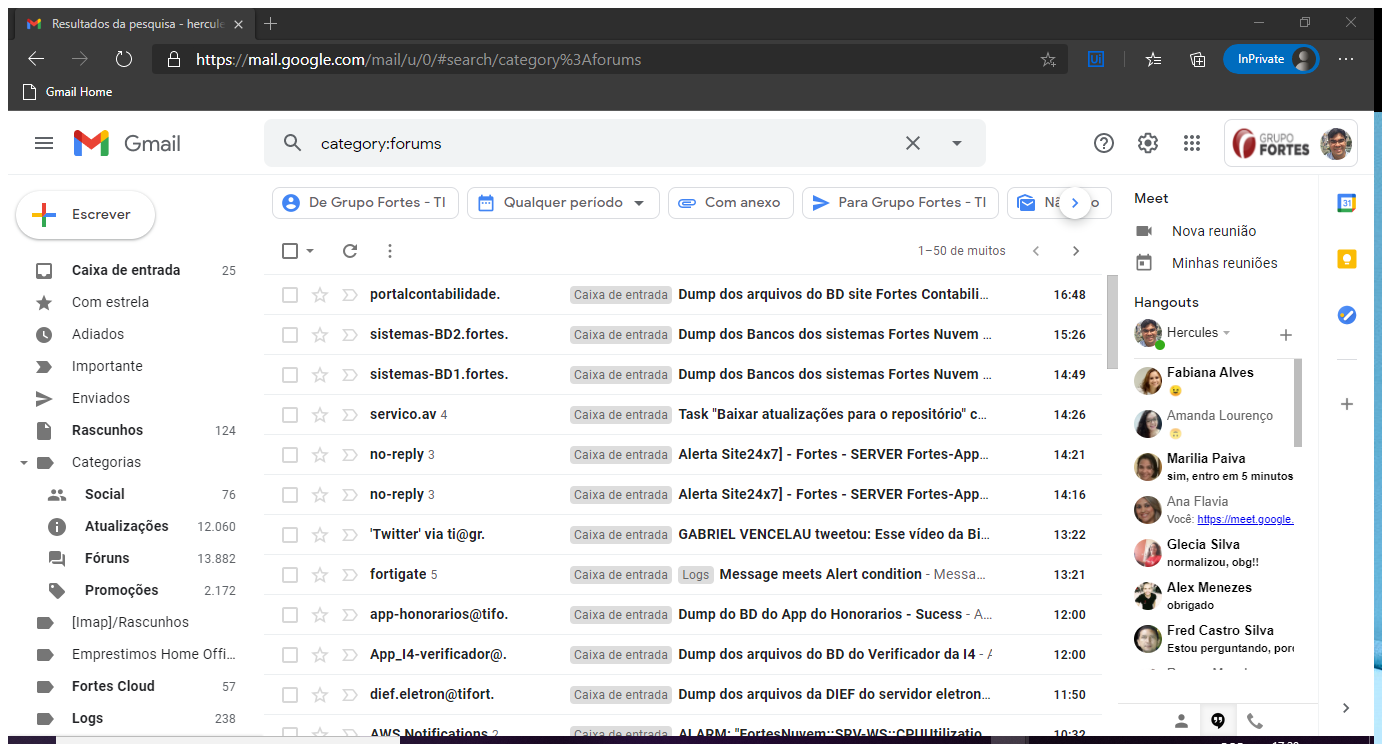 Resultados da pesquisa - hercule
https://mail.google.com/mail/u/0/#search/category%3Aforums
InPrivate
Gmail Home
Gmail
category:forums
GRUPO FORTES
Escrever
Caixa de entrada 25
Com estrela
Adiados
Importante
Enviados
Rascunhos 124
Categorias
Social 76
Atualizações 12.060
Fóruns 13.882
Promoções 2.172
[Imap]/Rascunhos
Emprestimos Home Offi...
Fortes Cloud 57
Logs 238
De Grupo Fortes - TI
Qualquer período
Com anexo
Para Grupo Fortes - TI
1–50 de muitos
portalcontabilidade. Caixa de entrada Dump dos arquivos do BD site Fortes Contabili... 16:48
sistemas-BD2.fortes. Caixa de entrada Dump dos Bancos dos sistemas Fortes Nuvem ... 15:26
sistemas-BD1.fortes. Caixa de entrada Dump dos Bancos dos sistemas Fortes Nuvem ... 14:49
servico.av 4 Caixa de entrada Task "Baixar atualizações para o repositório" c... 14:26
no-reply 3 Caixa de entrada Alerta Site24x7] - Fortes - SERVER Fortes-App... 14:21
no-reply 3 Caixa de entrada Alerta Site24x7] - Fortes - SERVER Fortes-App... 14:16
'Twitter' via ti@gr. Caixa de entrada GABRIEL VENCELAU tweetou: Esse vídeo da Bi... 13:22
fortigate 5 Caixa de entrada Logs Message meets Alert condition - Messa... 13:21
app-honorarios@tifo. Caixa de entrada Dump do BD do App do Honorarios - Sucess - A... 12:00
App_I4-verificador@. Caixa de entrada Dump dos arquivos do BD do Verificador da I4 - A 12:00
dief.eletron@tifort. Caixa de entrada Dump dos arquivos da DIEF do servidor eletron... 11:50
AWS Notifications 2 Caixa de entrada ALARM: "FortesNuvem::SRV-WS::CPUUtilizatio... 10:32
Meet
Nova reunião
Minhas reuniões
Hangouts
Hercules
Fabiana Alves
Amanda Lourenço
Marilia Paiva
sim, entro em 5 minutos
Ana Flavia
Você: https://meet.google.
Glecia Silva
normalizou, obg!!
Alex Menezes
obrigado
Fred Castro Silva
Estou perguntando, porq
31